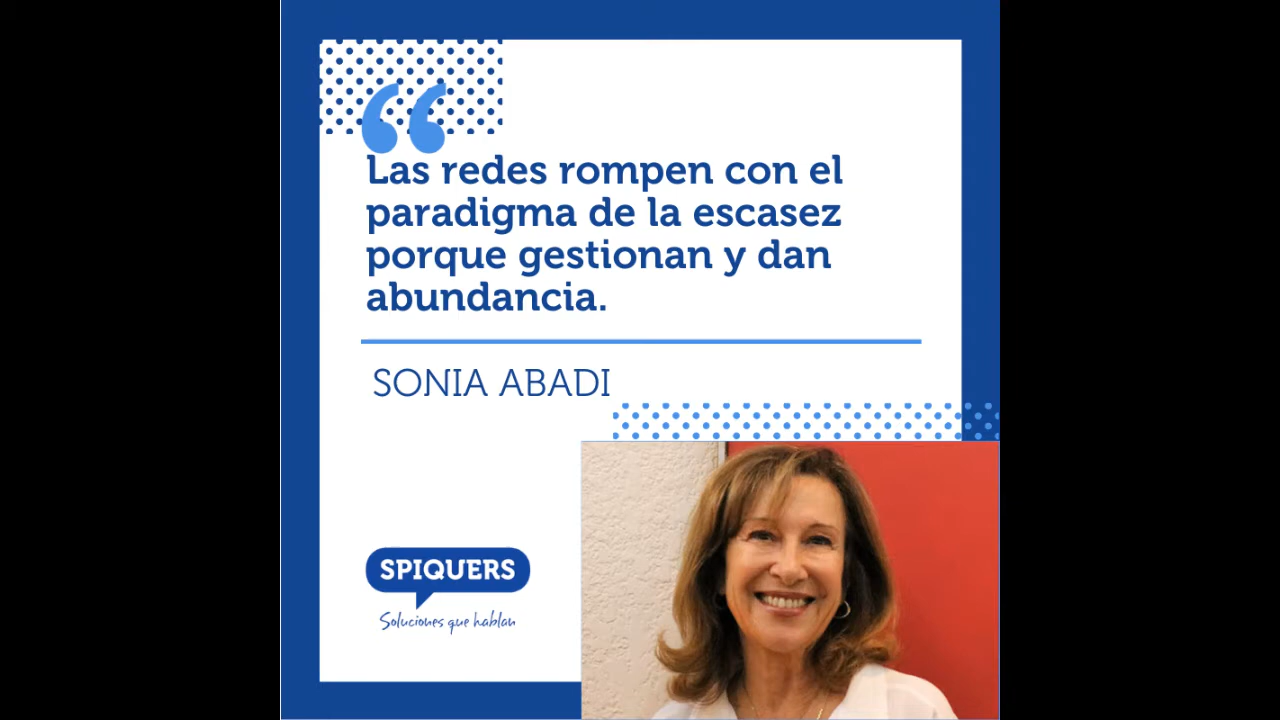 Las redes rompen con el
paradigma de la escasez
porque gestionan y dan
abundancia.
SONIA ABADI
SPIQUERS
Soluciones que hablan